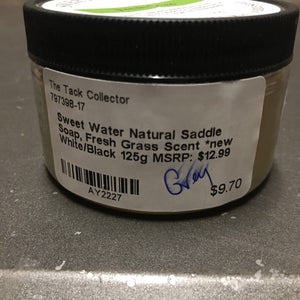 The Tack Collector
797398-17
Sweet Water Natural Saddle
Soap, Fresh Grass Scent *new
White/Black 125g MSRP: $12.99
AY2227
$9.70